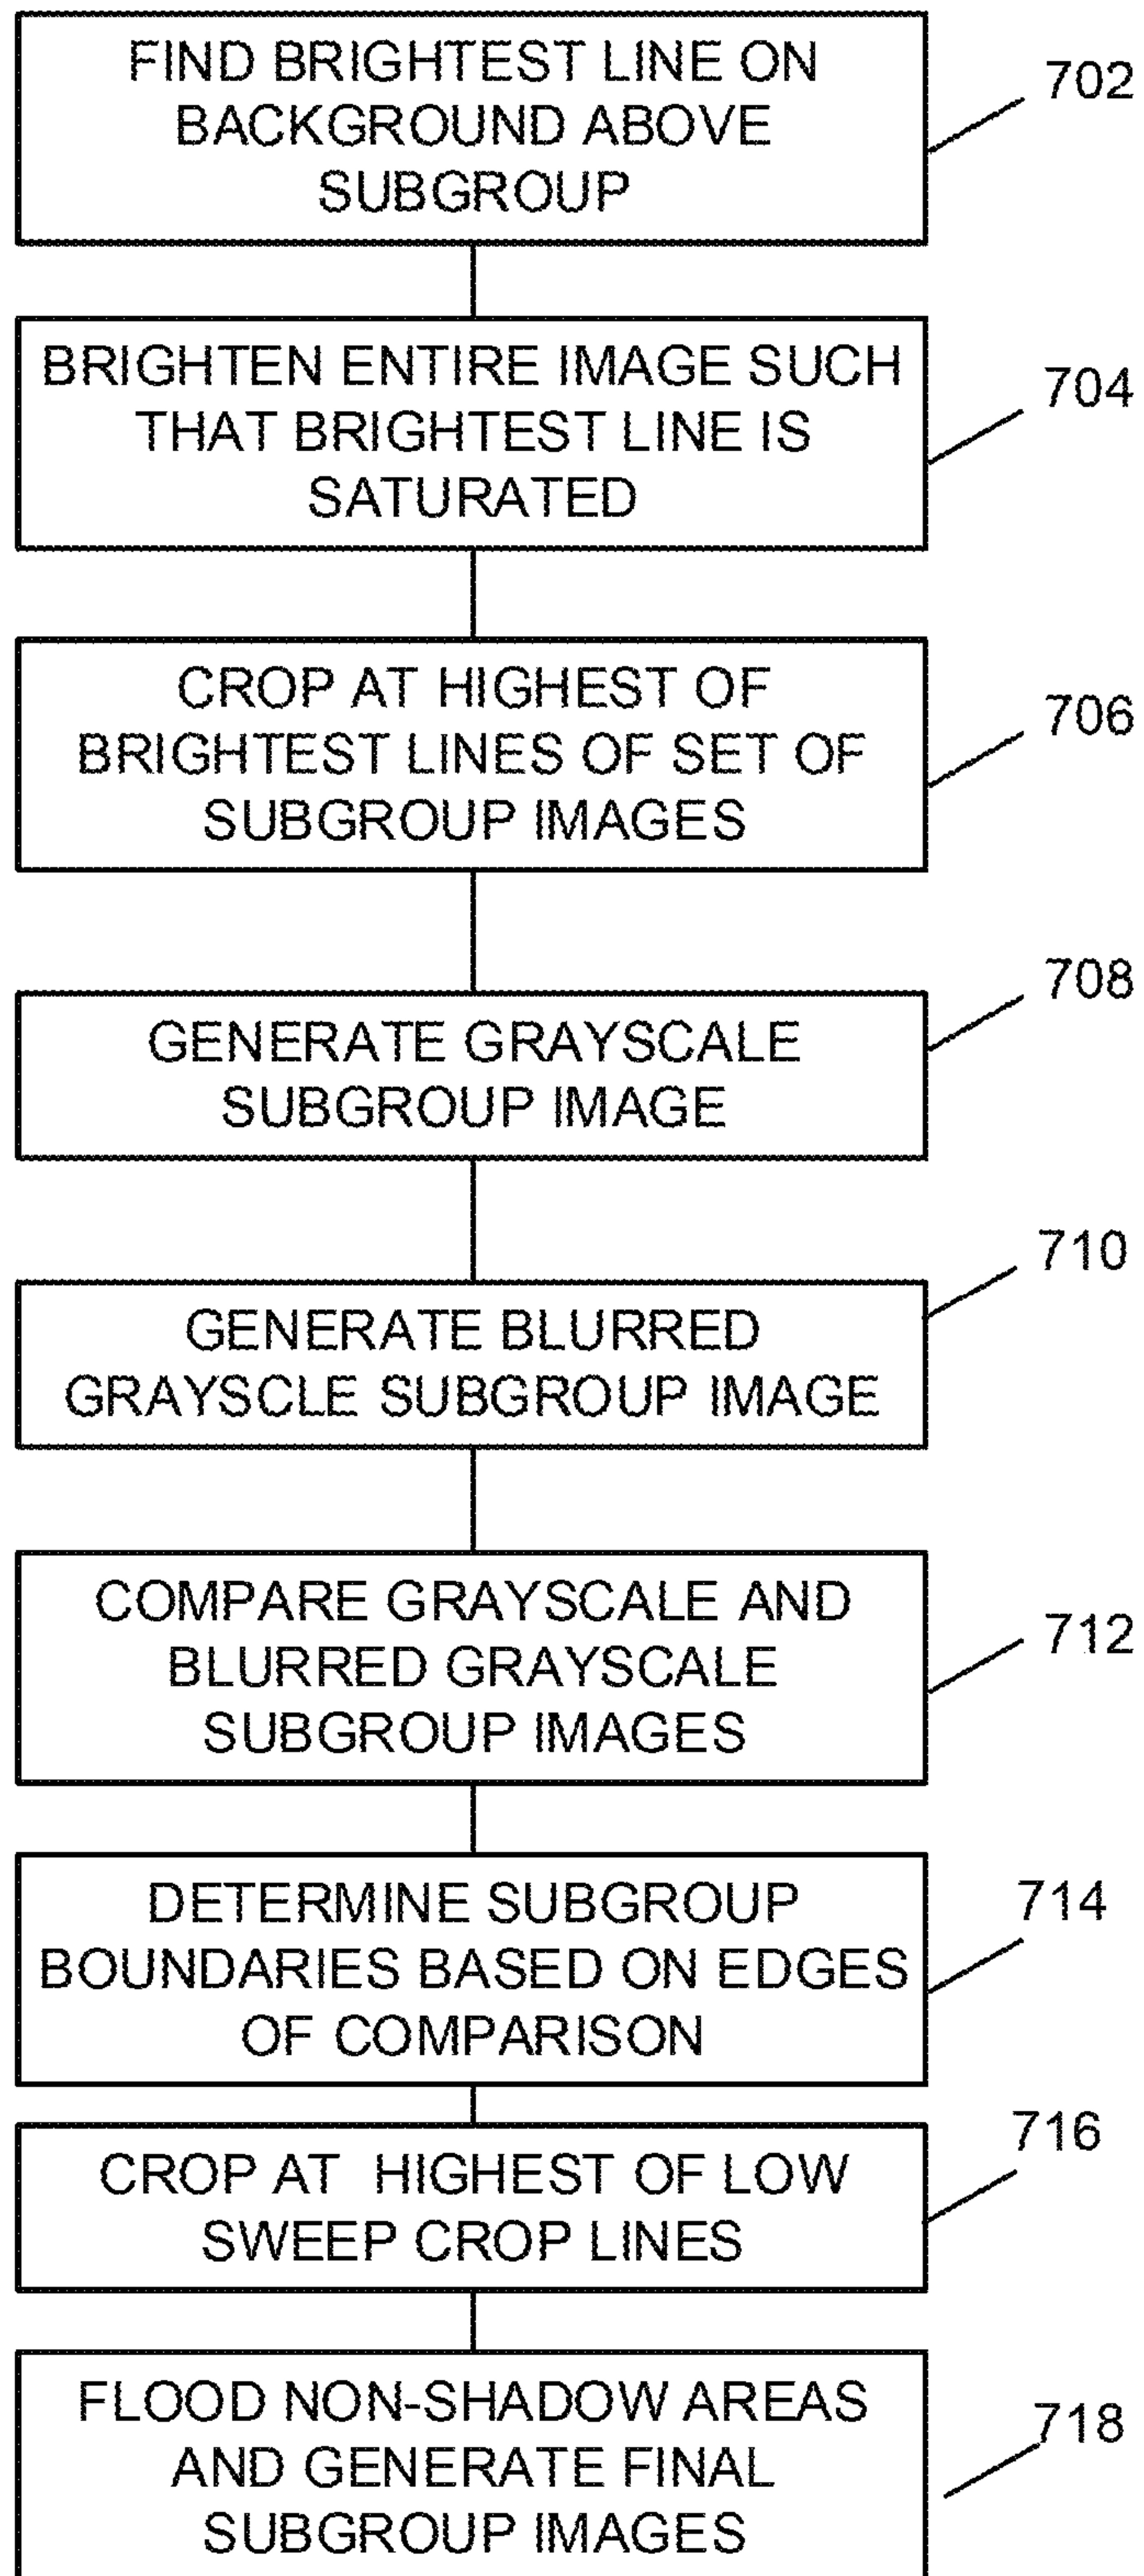 FIND BRIGHTEST LINE ON
BACKGROUND ABOVE
SUBGROUP
702
BRIGHTEN ENTIRE IMAGE SUCH
THAT BRIGHTEST LINE IS
SATURATED
704
CROP AT HIGHEST OF
BRIGHTEST LINES OF SET OF
SUBGROUP IMAGES
706
GENERATE GRAYSCALE
SUBGROUP IMAGE
708
GENERATE BLURRED
GRAYSCLE SUBGROUP IMAGE
710
COMPARE GRAYSCALE AND
BLURRED GRAYSCALE
SUBGROUP IMAGES
712
DETERMINE SUBGROUP
BOUNDARIES BASED ON EDGES
OF COMPARISON
714
CROP AT HIGHEST OF LOW
SWEEP CROP LINES
716
FLOOD NON-SHADOW AREAS
AND GENERATE FINAL
SUBGROUP IMAGES
718